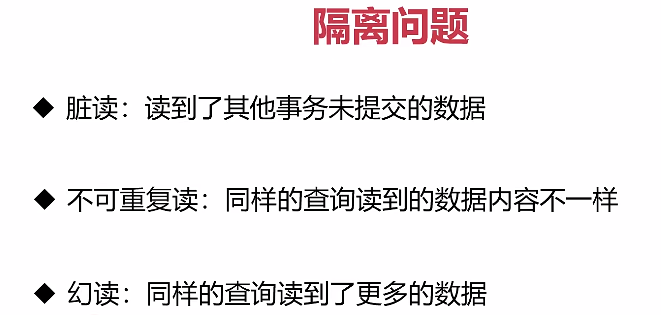 隔离问题
◆ 脏读：读到了其他事务未提交的数据
◆ 不可重复读：同样的查询读到的数据内容不一样
◆ 幻读：同样的查询读到了更多的数据